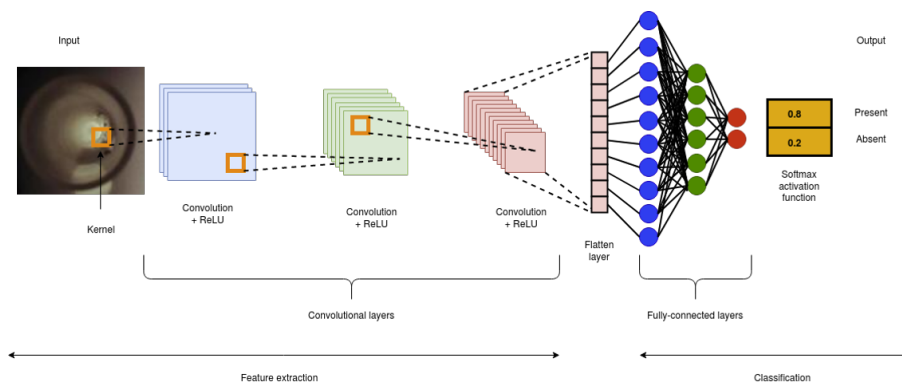 Input
Output
0.8
Present
0.2
Absent
Softmax
activation
function
Convolution
+ ReLU
Convolution
+ ReLU
Convolution
+ ReLU
Kernel
Flatten
layer
Convolutional layers
Fully-connected layers
Feature extraction
Classification